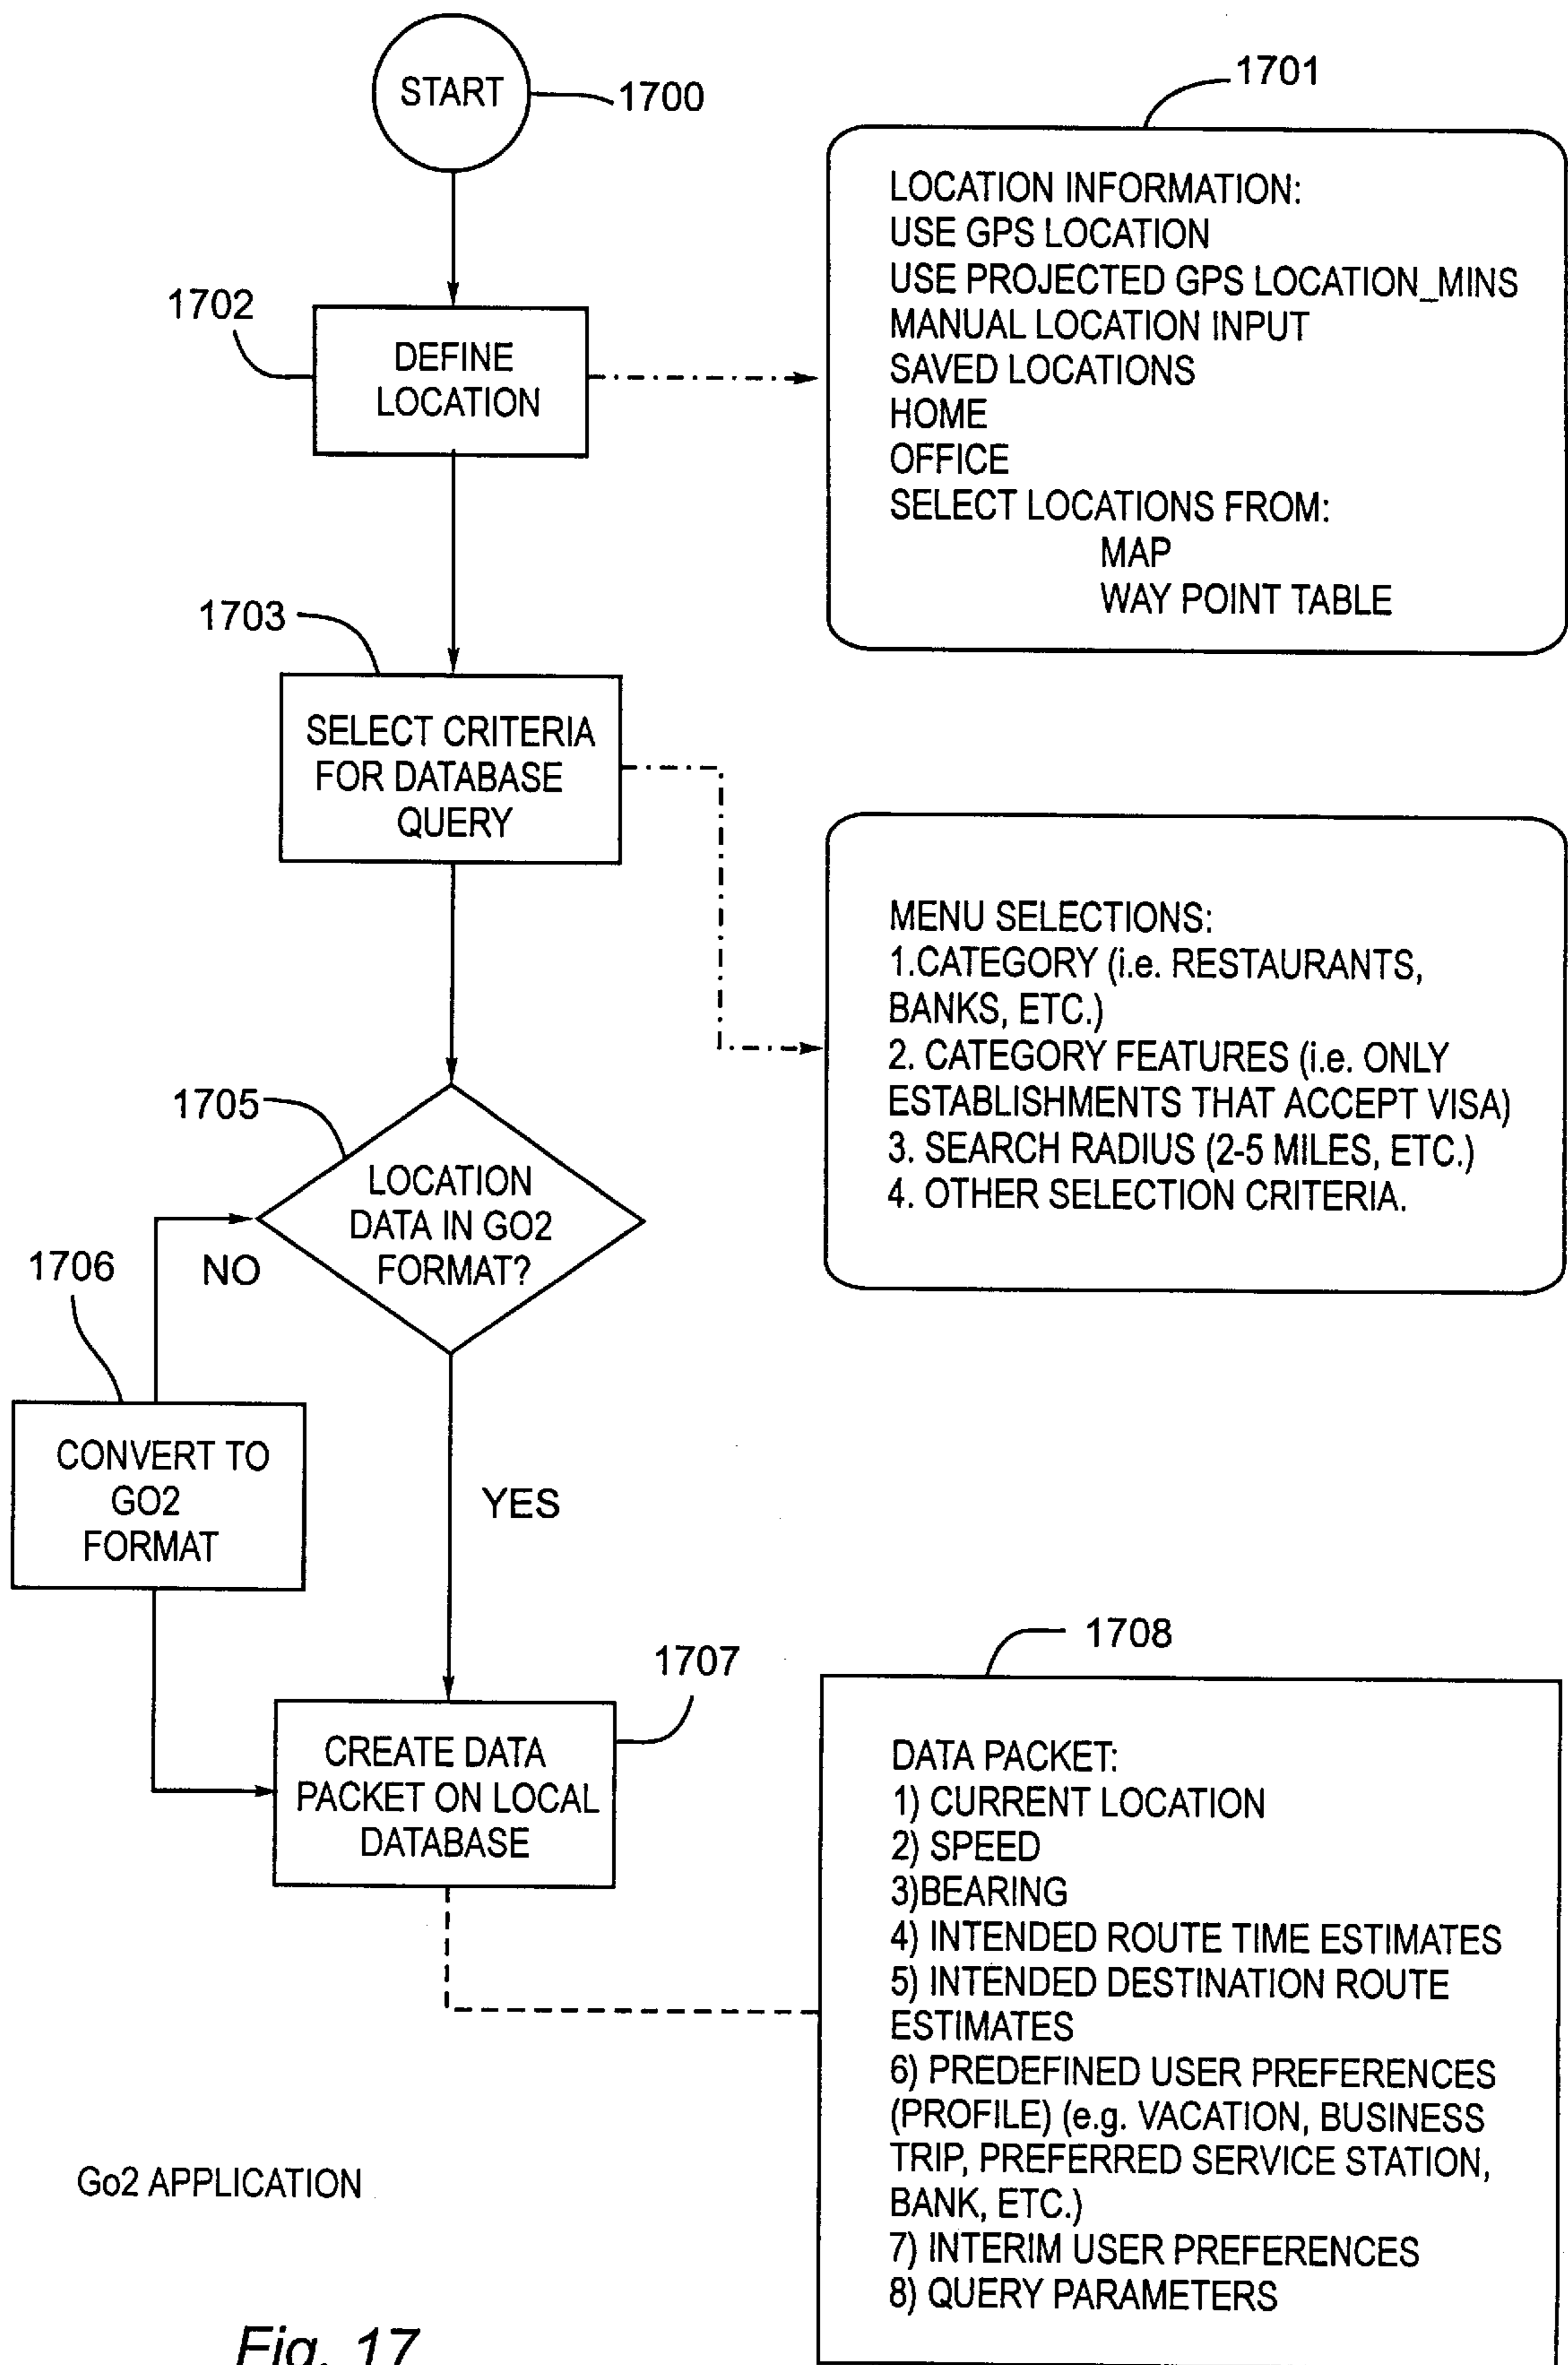 START
1700
1701
LOCATION INFORMATION:
USE GPS LOCATION
USE PROJECTED GPS LOCATION_MINS
MANUAL LOCATION INPUT
SAVED LOCATIONS
HOME
OFFICE
SELECT LOCATIONS FROM:
MAP
WAY POINT TABLE
1702
DEFINE
LOCATION
1703
SELECT CRITERIA
FOR DATABASE
QUERY
MENU SELECTIONS:
1.CATEGORY (i.e. RESTAURANTS,
BANKS, ETC.)
2. CATEGORY FEATURES (i.e. ONLY
ESTABLISHMENTS THAT ACCEPT VISA)
3. SEARCH RADIUS (2-5 MILES, ETC.)
4. OTHER SELECTION CRITERIA.
1705
LOCATION
DATA IN GO2
FORMAT?
NO
1706
CONVERT TO
GO2
FORMAT
YES
1707
CREATE DATA
PACKET ON LOCAL
DATABASE
1708
DATA PACKET:
1) CURRENT LOCATION
2) SPEED
3)BEARING
4) INTENDED ROUTE TIME ESTIMATES
5) INTENDED DESTINATION ROUTE
ESTIMATES
6) PREDEFINED USER PREFERENCES
(PROFILE) (e.g. VACATION, BUSINESS
TRIP, PREFERRED SERVICE STATION,
BANK, ETC.)
7) INTERIM USER PREFERENCES
8) QUERY PARAMETERS
Go2 APPLICATION
Fig. 17